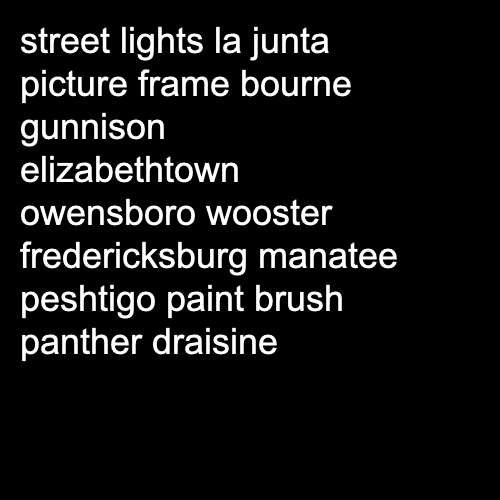 street lights la junta
picture frame bourne
gunnison
elizabethtown
owensboro wooster
fredericksburg manatee
peshtigo paint brush
panther draisine